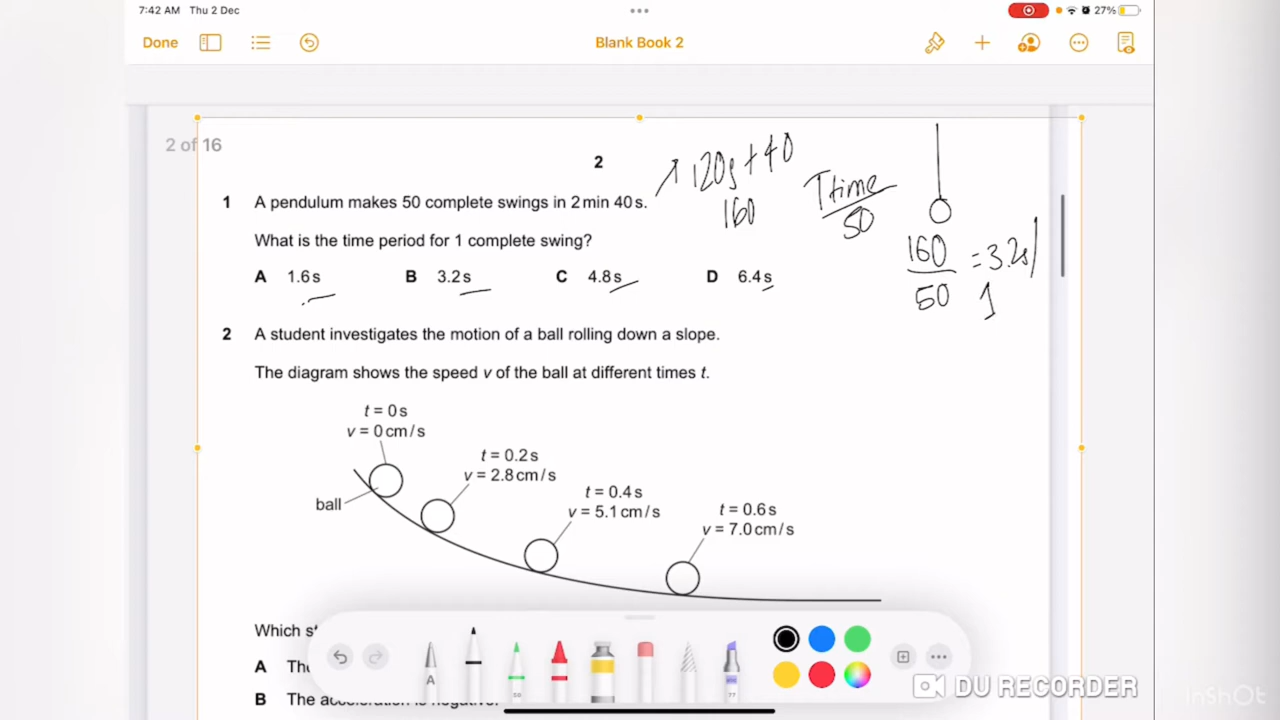 7:42 AM Thu 2 Dec
27%
Done
Blank Book 2
2 of 16
2
120s + 40
160
T time
50
160
50
= 3.2s
1
1 A pendulum makes 50 complete swings in 2 min 40 s.
What is the time period for 1 complete swing?
A 1.6 s B 3.2 s C 4.8 s D 6.4 s
2 A student investigates the motion of a ball rolling down a slope.
The diagram shows the speed v of the ball at different times t.
t = 0 s
v = 0 cm / s
t = 0.2 s
v = 2.8 cm / s
t = 0.4 s
v = 5.1 cm / s
t = 0.6 s
v = 7.0 cm / s
ball
Which
A
B The acceleration is negative.
A
50
77
DU RECORDER
InShOt